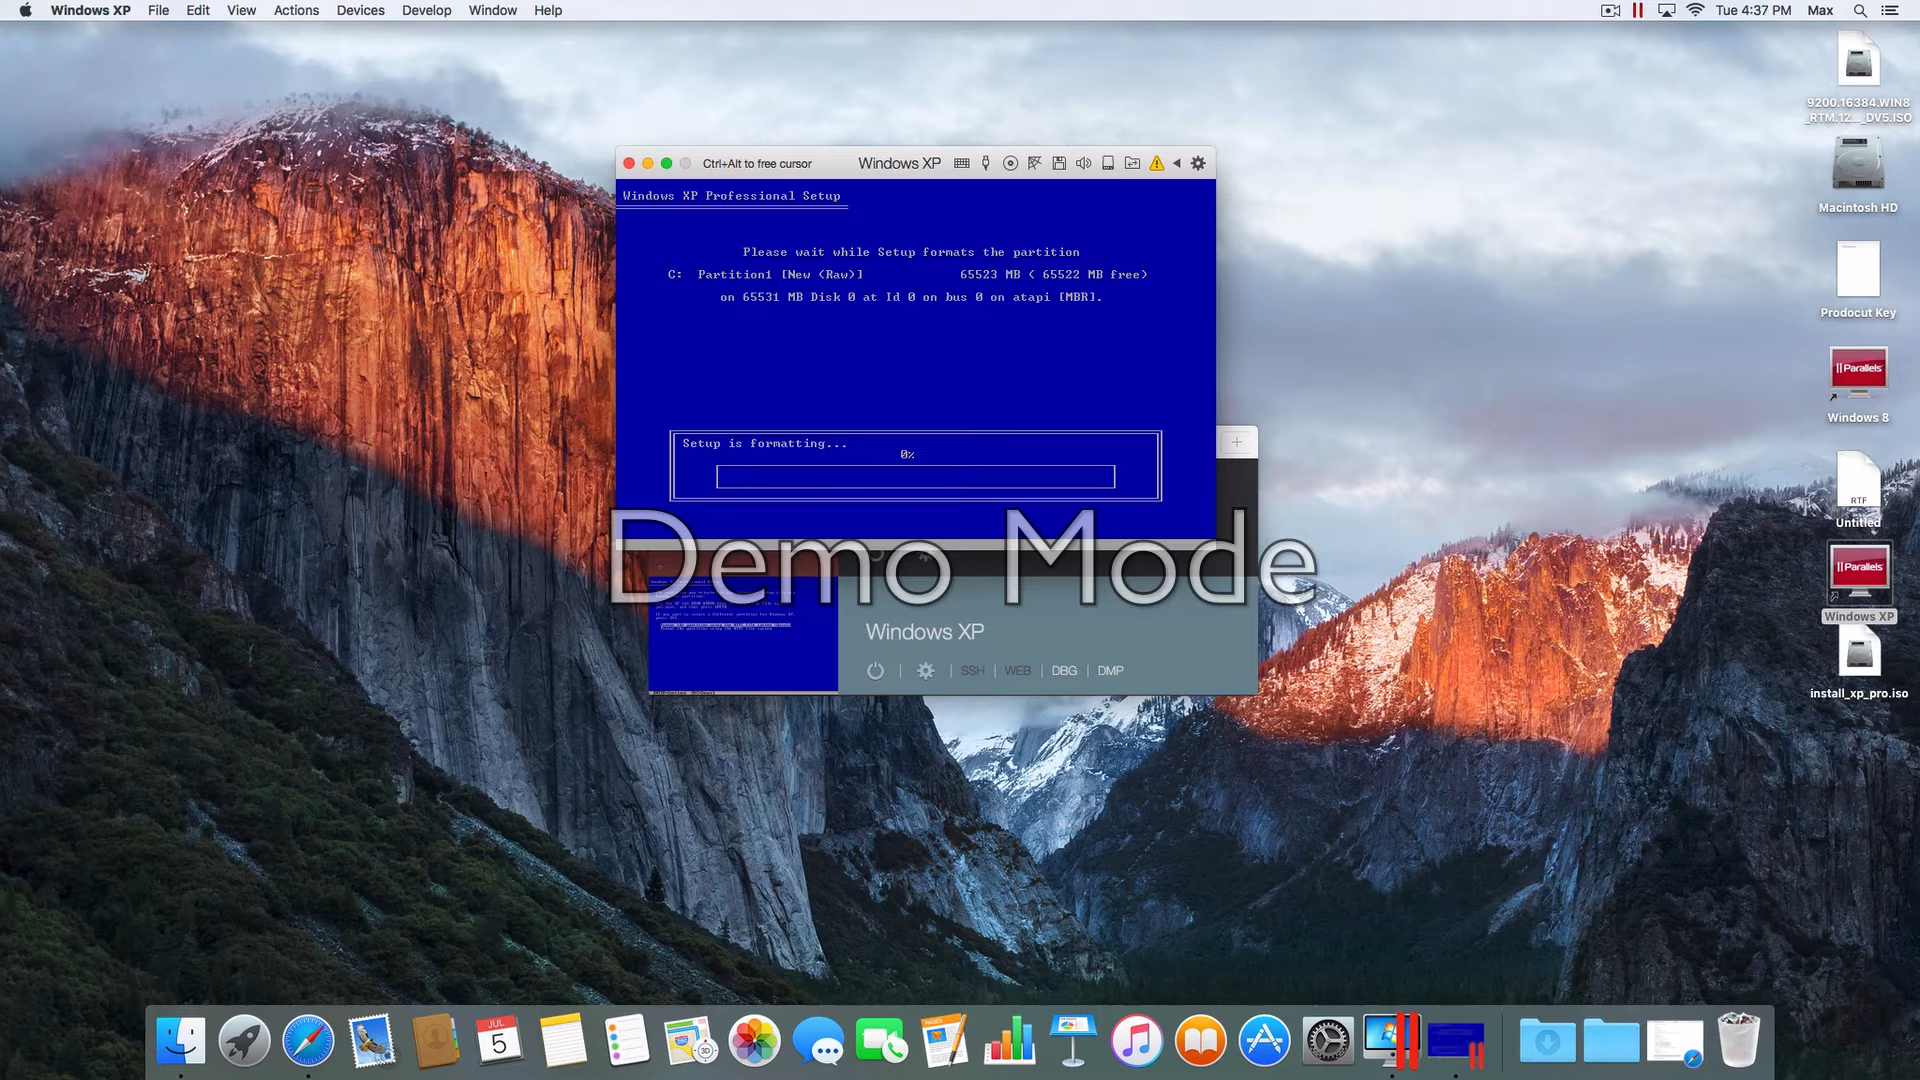 Windows XP File Edit View Actions Devices Develop Window Help
Tue 4:37 PM Max
9200.16384.WIN8
_RTM.12..._DV5.ISO
Macintosh HD
Prodocut Key
|| Parallels
Windows 8
RTF
Untitled
|| Parallels
Windows XP
install_xp_pro.iso
Ctrl+Alt to free cursor Windows XP
Windows XP Professional Setup
Please wait while Setup formats the partition
C: Partition1 [New (Raw)] 65523 MB ( 65522 MB free)
on 65531 MB Disk 0 at Id 0 on bus 0 on atapi [MBR].
Setup is formatting...
0%
Demo Mode
Windows XP
SSH | WEB | DBG | DMP
JUL
5
3D
PAGES